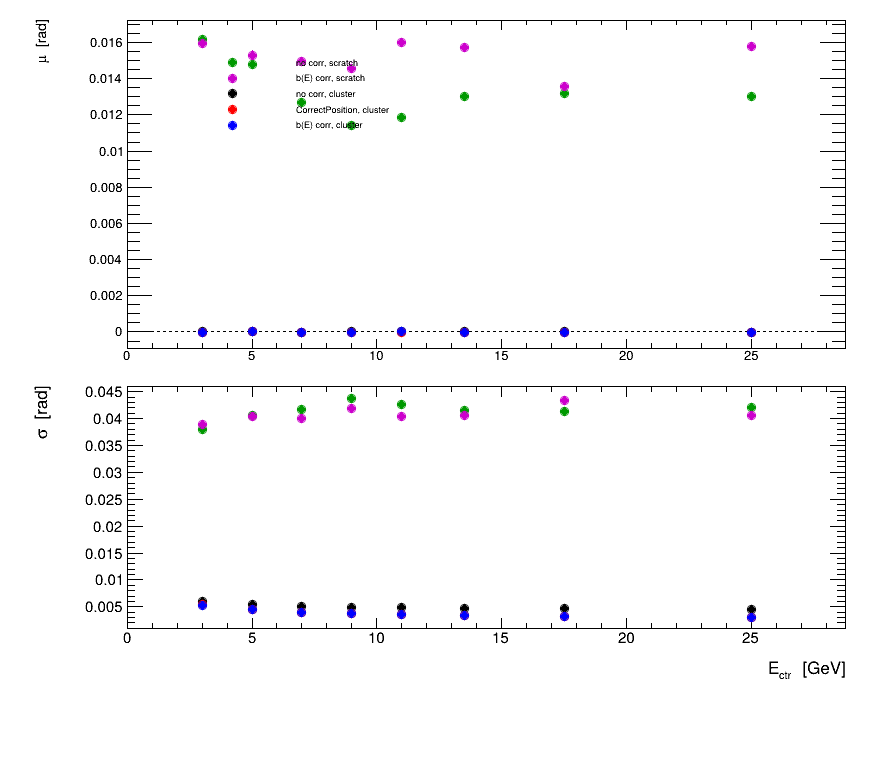 μ [rad]
0.016
0.014
0.012
0.01
0.008
0.006
0.004
0.002
0
no corr, scratch
b(E) corr, scratch
no corr, cluster
CorrectPosition, cluster
b(E) corr, cluster
0 5 10 15 20 25
σ [rad]
0.045
0.04
0.035
0.03
0.025
0.02
0.015
0.01
0.005
0 5 10 15 20 25
E_ctr [GeV]